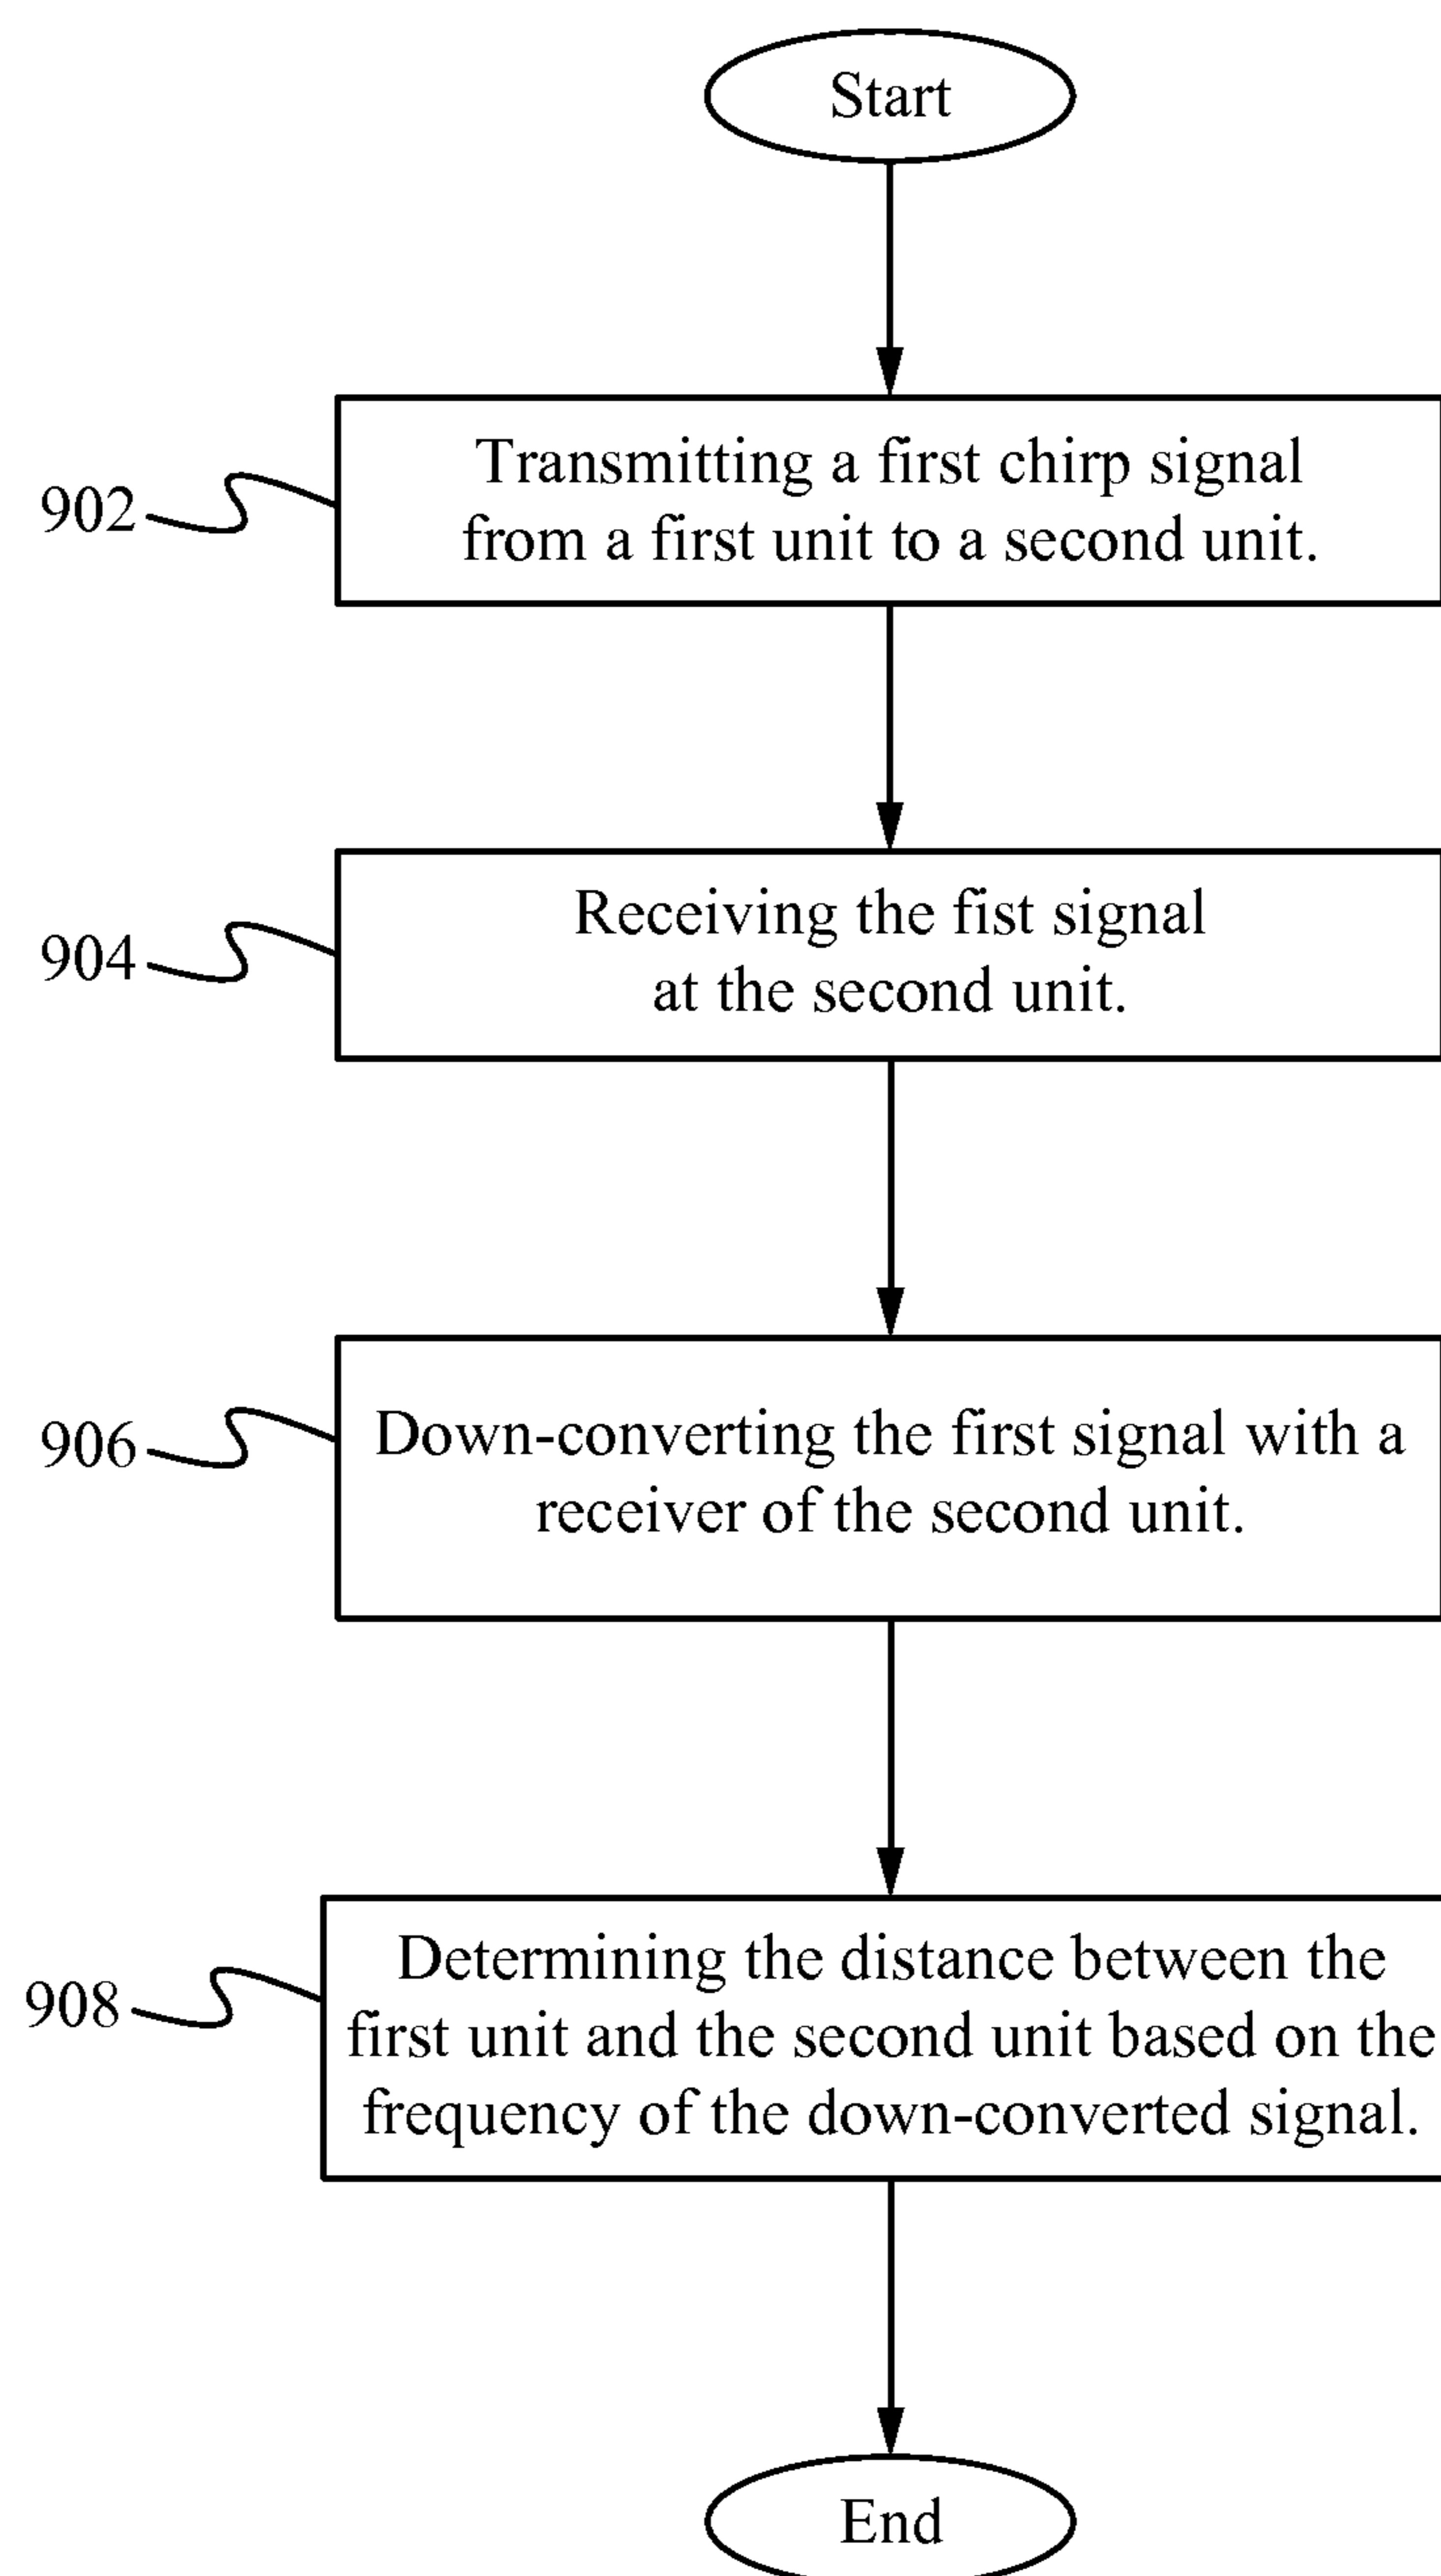 Start
902
Transmitting a first chirp signal
from a first unit to a second unit.
904
Receiving the fist signal
at the second unit.
906
Down-converting the first signal with a
receiver of the second unit.
908
Determining the distance between the
first unit and the second unit based on the
frequency of the down-converted signal.
End